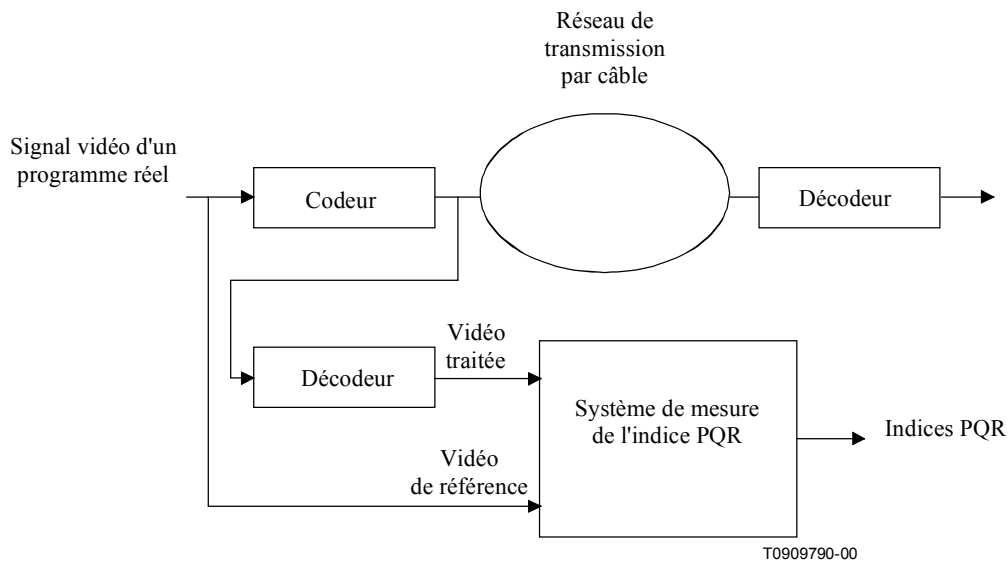 Réseau de
transmission
par câble
Signal vidéo d'un
programme réel
Codeur
Décodeur
Vidéo
traitée
Décodeur
Système de mesure
de l'indice PQR
Indices PQR
Vidéo
de référence
T0909790-00